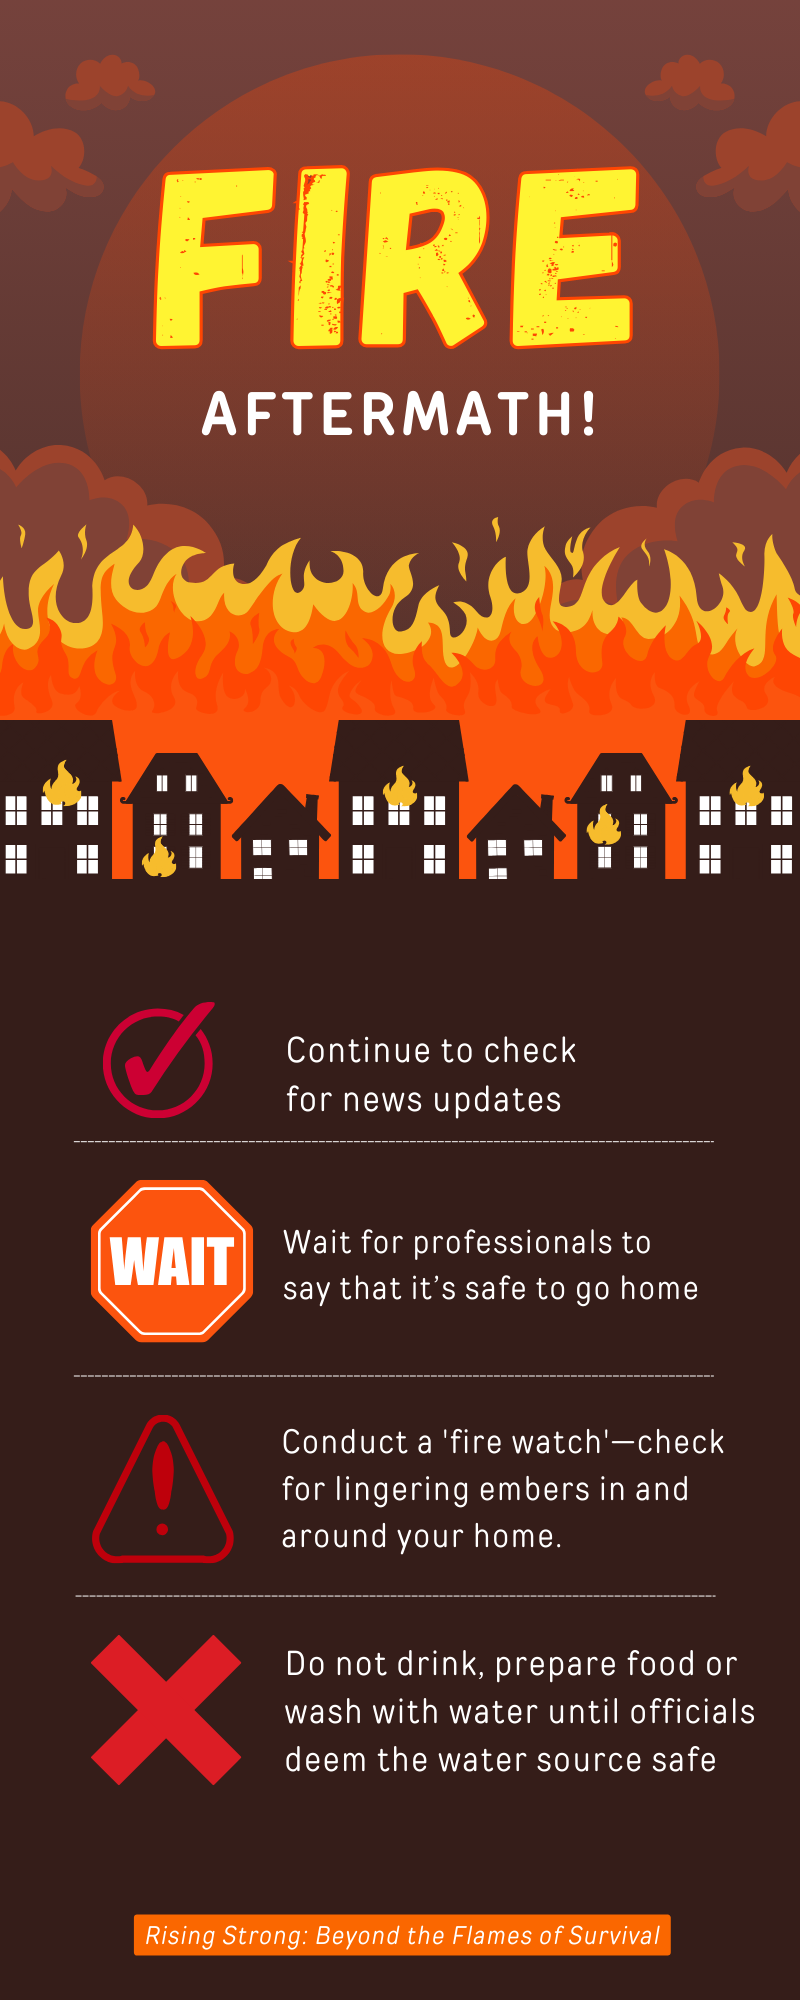 FIRE
AFTERMATH!
Continue to check
for news updates
WAIT
Wait for professionals to
say that it’s safe to go home
Conduct a 'fire watch'—check
for lingering embers in and
around your home.
Do not drink, prepare food or
wash with water until officials
deem the water source safe
Rising Strong: Beyond the Flames of Survival